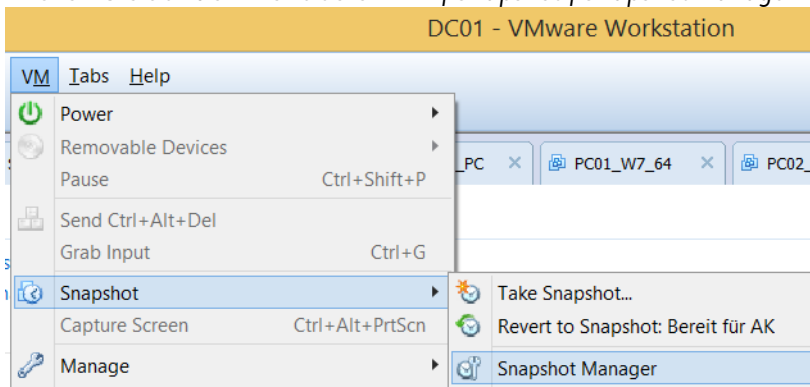 DC01 - VMware Workstation
VM Tabs Help
Power
Removable Devices
_PC PC01_W7_64 PC02_
Pause Ctrl+Shift+P
Send Ctrl+Alt+Del
Grab Input Ctrl+G
Snapshot
Take Snapshot...
Capture Screen Ctrl+Alt+PrtScn
Revert to Snapshot: Bereit für AK
Manage
Snapshot Manager